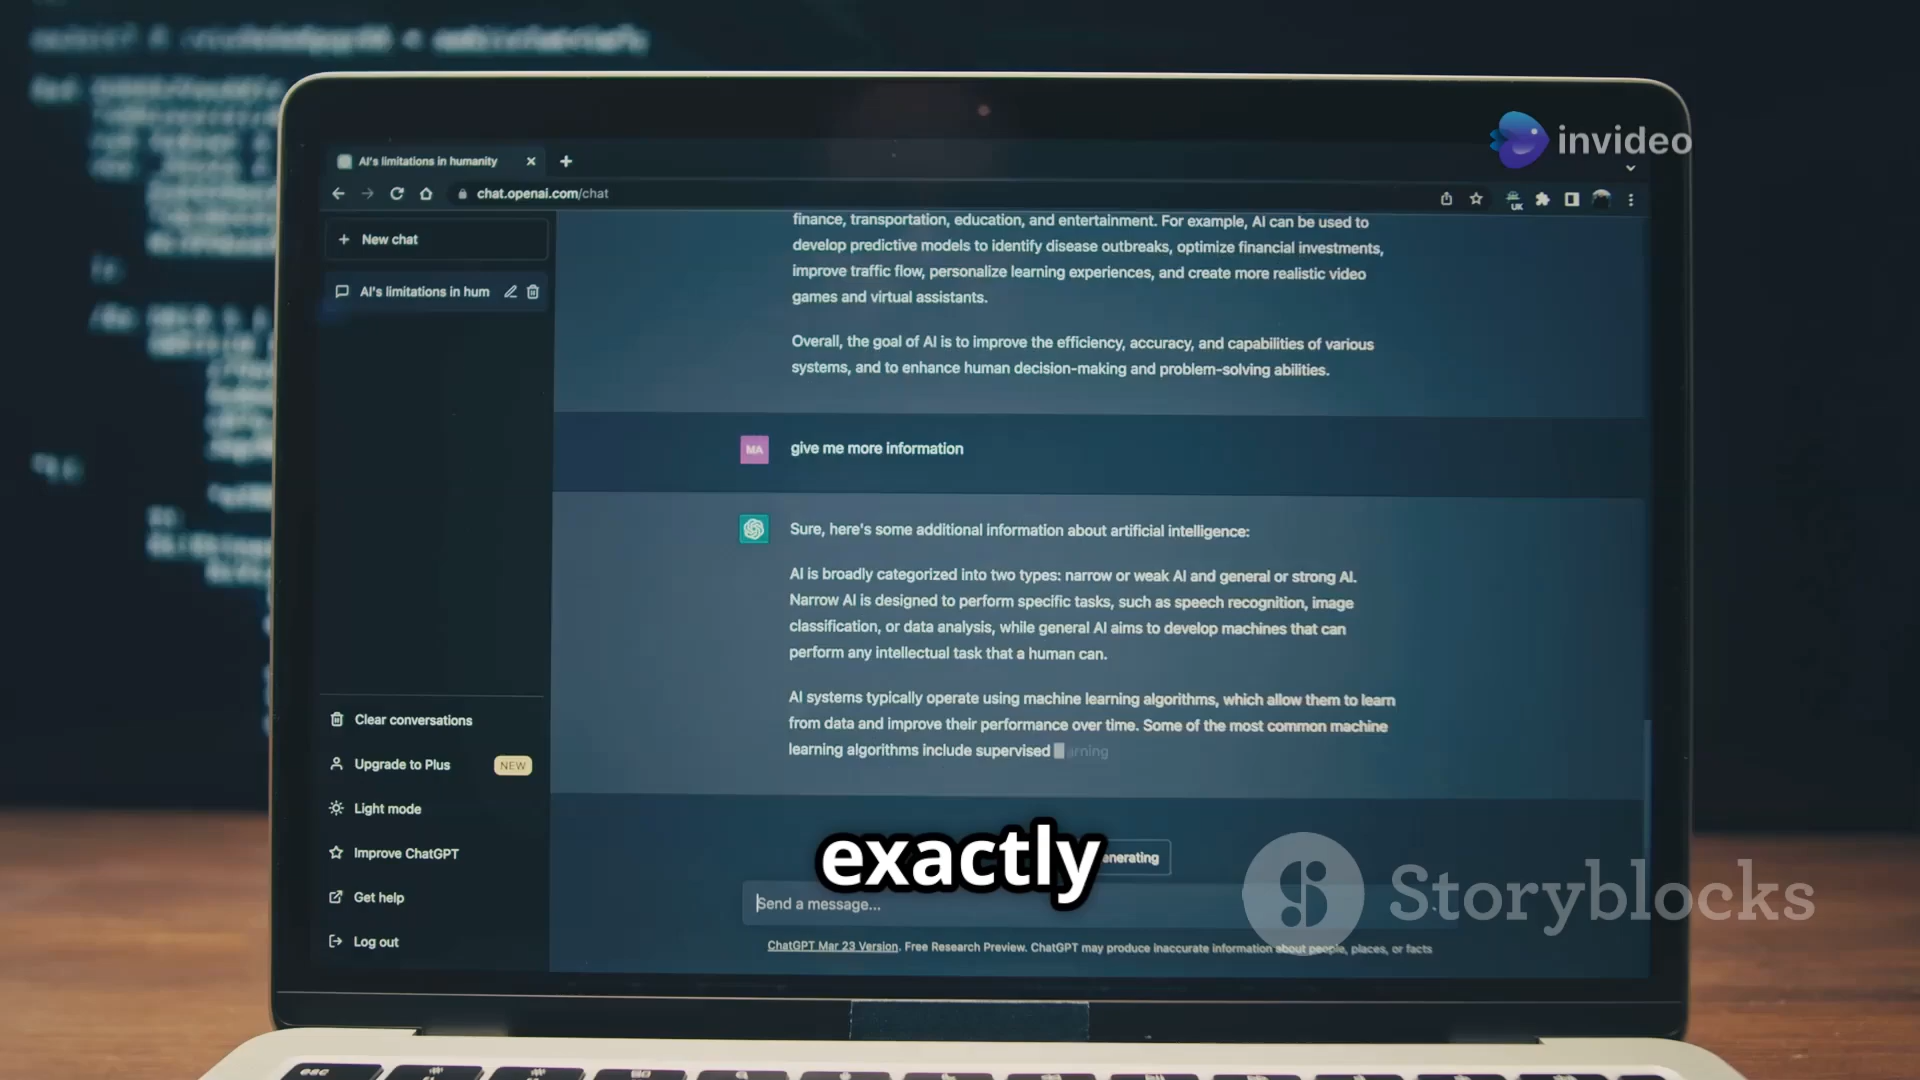 invideo
AI's limitations in humanity
chat.openai.com/chat
UK
New chat
AI's limitations in hum
finance, transportation, education, and entertainment. For example, AI can be used to
develop predictive models to identify disease outbreaks, optimize financial investments,
improve traffic flow, personalize learning experiences, and create more realistic video
games and virtual assistants.
Overall, the goal of AI is to improve the efficiency, accuracy, and capabilities of various
systems, and to enhance human decision-making and problem-solving abilities.
MA
give me more information
Sure, here's some additional information about artificial intelligence:
AI is broadly categorized into two types: narrow or weak AI and general or strong AI.
Narrow AI is designed to perform specific tasks, such as speech recognition, image
classification, or data analysis, while general AI aims to develop machines that can
perform any intellectual task that a human can.
AI systems typically operate using machine learning algorithms, which allow them to learn
from data and improve their performance over time. Some of the most common machine
learning algorithms include supervised arning
Clear conversations
Upgrade to Plus NEW
Light mode
Improve ChatGPT
Get help
Log out
exactly
enerating
Send a message...
Storyblocks
ChatGPT Mar 23 Version. Free Research Preview. ChatGPT may produce inaccurate information about people, places, or facts
esc